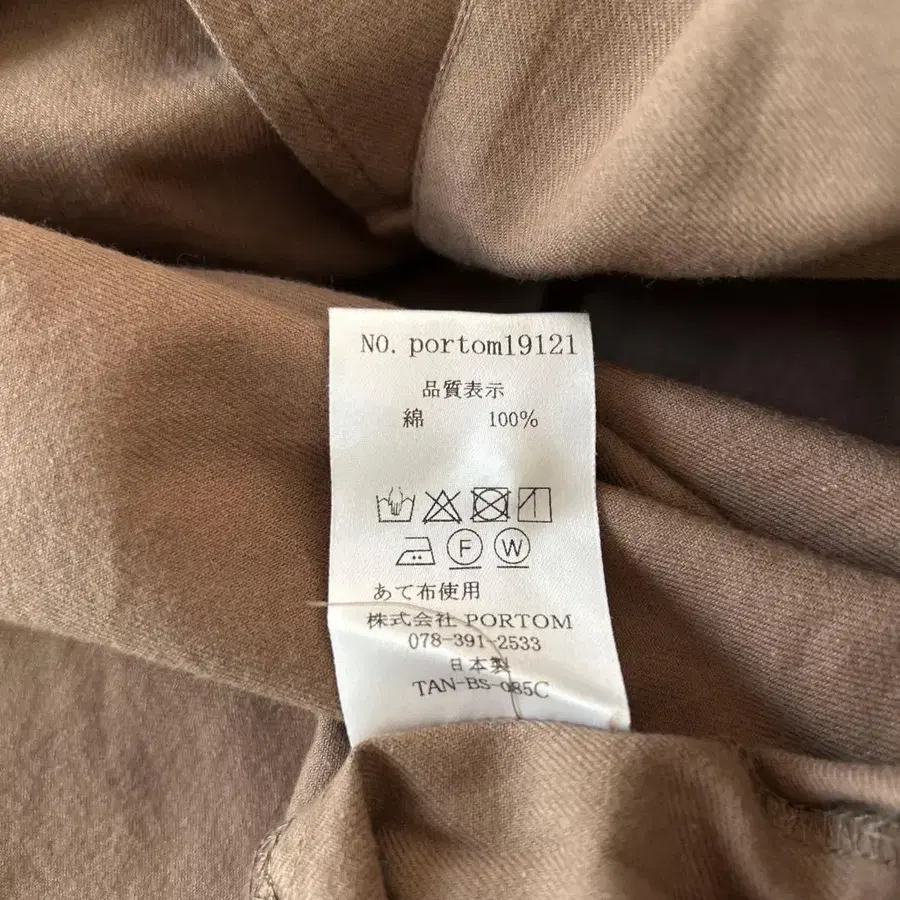 NO. portom19121
品質表示
綿 100%
F W
あて布使用
株式会社 PORTOM
078-391-2533
日本製
TAN-BS-085C